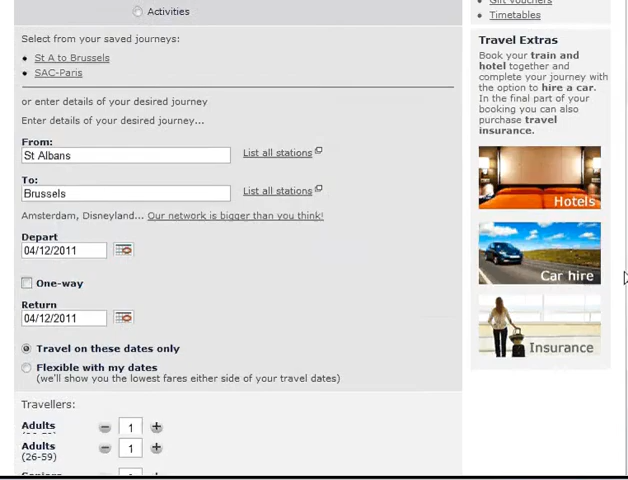 Activities
Gift Vouchers
Timetables
Select from your saved journeys:
St A to Brussels
SAC-Paris
or enter details of your desired journey
Enter details of your desired journey...
From:
St Albans
List all stations
To:
Brussels
List all stations
Amsterdam, Disneyland... Our network is bigger than you think!
Depart
04/12/2011
One-way
Return
04/12/2011
Travel on these dates only
Flexible with my dates
(we'll show you the lowest fares either side of your travel dates)
Travellers:
Adults
1
Adults
(26-59)
1
Travel Extras
Book your train and
hotel together and
complete your journey with
the option to hire a car.
In the final part of your
booking you can also
purchase travel
insurance.
Hotels
Car hire
Insurance